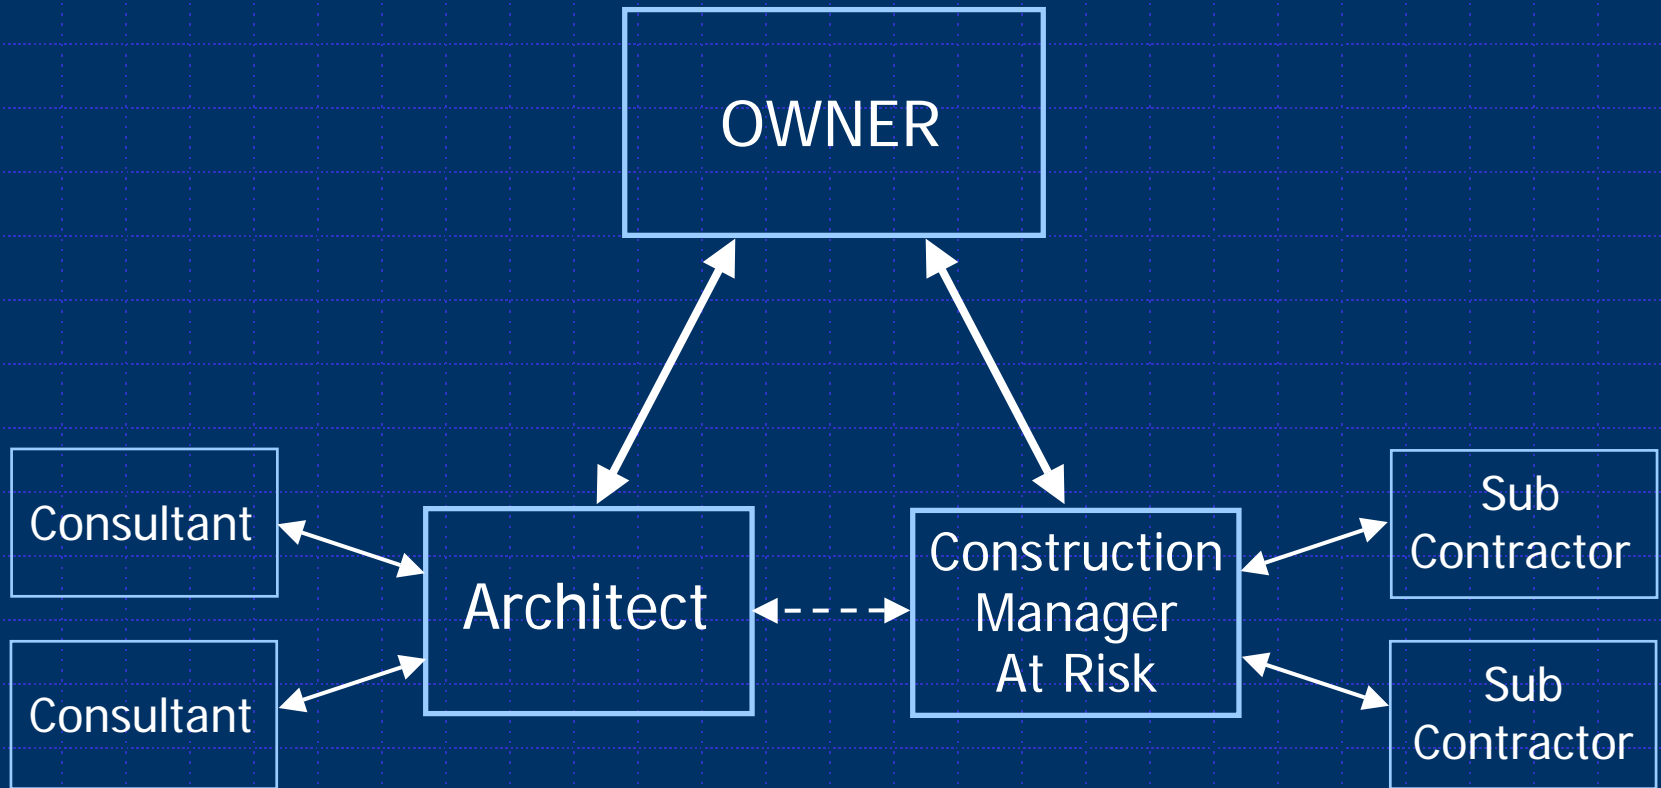 OWNER
Consultant
Consultant
Architect
Construction
Manager
At Risk
Sub
Contractor
Sub
Contractor